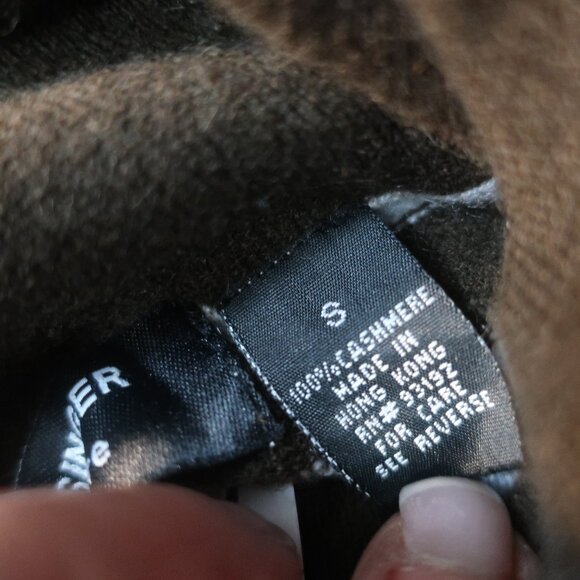 S
100% CASHMERE
MADE IN
HONG KONG
RN# 93192
FOR CARE
SEE REVERSE